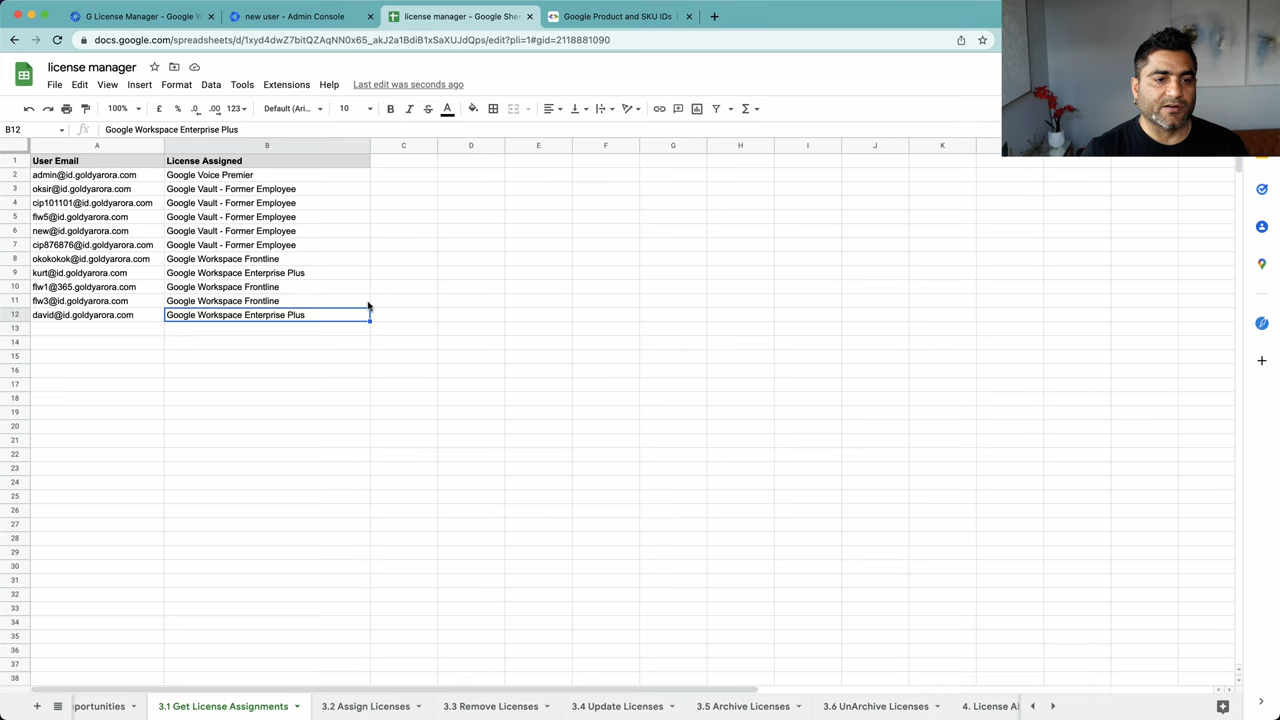 G License Manager - Google W
new user - Admin Console
license manager - Google She
Google Product and SKU IDs
docs.google.com/spreadsheets/d/1xyd4dwZ7bitQZAqNN0x65_akJ2a1BdiB1xSaXUJdQps/edit?pli=1#gid=2118881090
license manager
File Edit View Insert Format Data Tools Extensions Help Last edit was seconds ago
100% £ % .0 .00 123 Default (Ari... 10 B I S A
B12 fx Google Workspace Enterprise Plus
A B C D E F G H I J K
1 User Email License Assigned
2 admin@id.goldyarora.com Google Voice Premier
3 oksir@id.goldyarora.com Google Vault - Former Employee
4 cip101101@id.goldyarora.com Google Vault - Former Employee
5 flw5@id.goldyarora.com Google Vault - Former Employee
6 new@id.goldyarora.com Google Vault - Former Employee
7 cip876876@id.goldyarora.com Google Vault - Former Employee
8 okokokok@id.goldyarora.com Google Workspace Frontline
9 kurt@id.goldyarora.com Google Workspace Enterprise Plus
10 flw1@365.goldyarora.com Google Workspace Frontline
11 flw3@id.goldyarora.com Google Workspace Frontline
12 david@id.goldyarora.com Google Workspace Enterprise Plus
13
14
15
16
17
18
19
20
21
22
23
24
25
26
27
28
29
30
31
32
33
34
35
36
37
38
portunities 3.1 Get License Assignments 3.2 Assign Licenses 3.3 Remove Licenses 3.4 Update Licenses 3.5 Archive Licenses 3.6 UnArchive Licenses 4. License Al